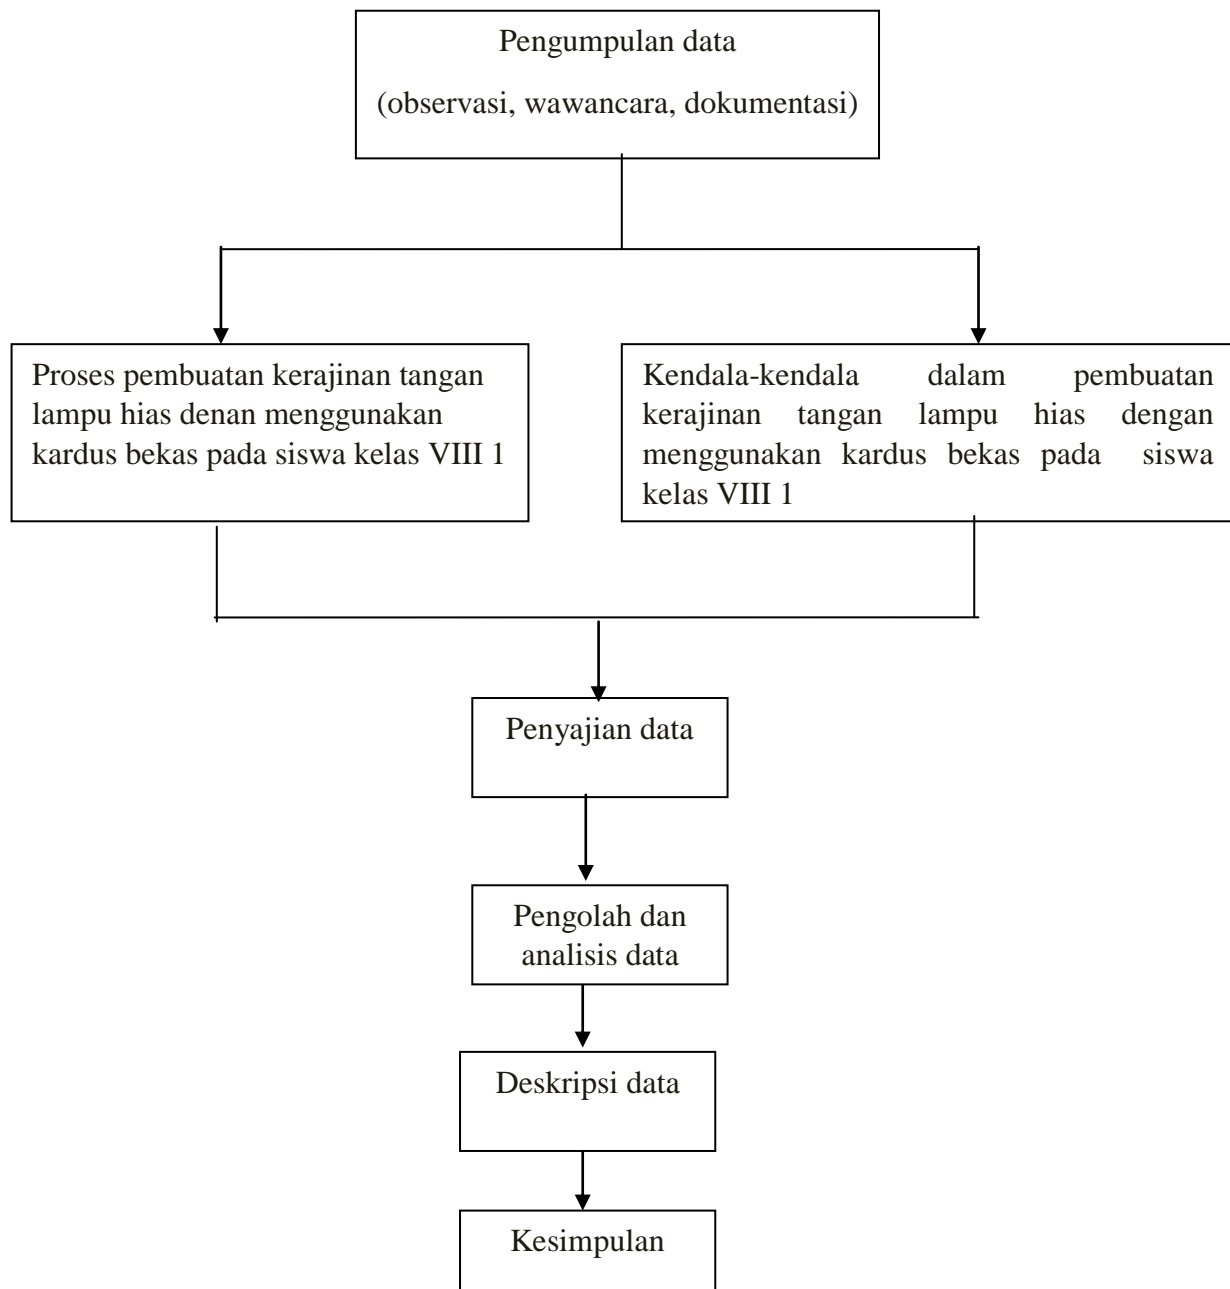 Pengumpulan data
(observasi, wawancara, dokumentasi)
Proses pembuatan kerajinan tangan
lampu hias denan menggunakan
kardus bekas pada siswa kelas VIII 1
Kendala-kendala dalam pembuatan
kerajinan tangan lampu hias dengan
menggunakan kardus bekas pada siswa
kelas VIII 1
Penyajian data
Pengolah dan
analisis data
Deskripsi data
Kesimpulan